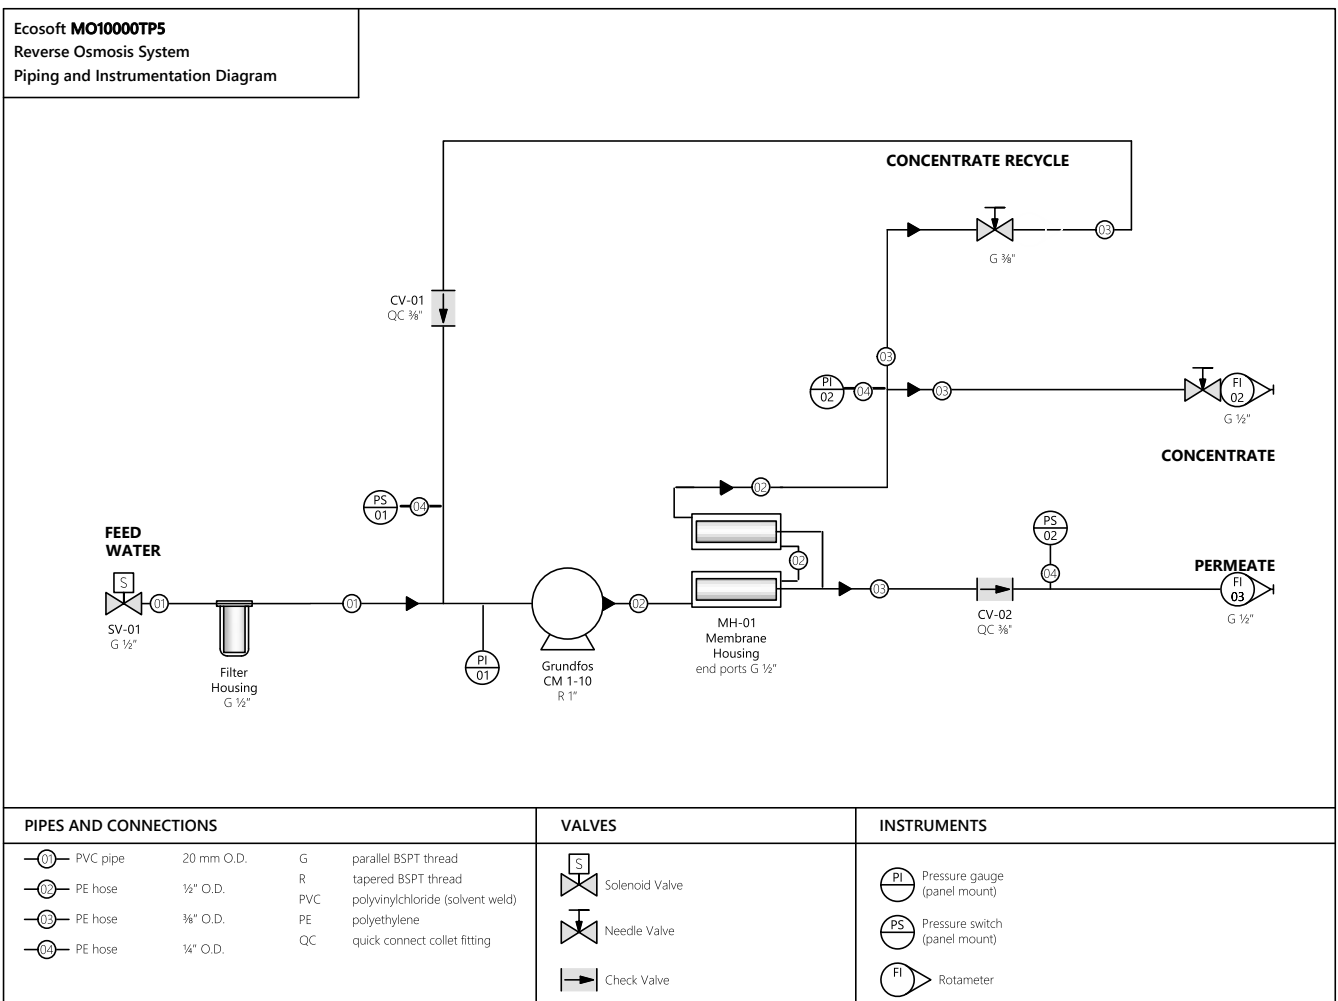 Ecosoft MO10000TP5
Reverse Osmosis System
Piping and Instrumentation Diagram
CONCENTRATE RECYCLE
03
G ⅜"
CV-01
QC ⅜"
03
PI
02
04
03
FI
02
G ½"
CONCENTRATE
PS
01
04
02
FEED
WATER
PS
02
02
04
PERMEATE
S
01
01
02
03
FI
03
SV-01
G ½"
CV-02
QC ⅜"
G ½"
MH-01
Membrane
Housing
end ports G ½"
Filter
Housing
G ½"
PI
01
Grundfos
CM 1-10
R 1"
PIPES AND CONNECTIONS
01 PVC pipe 20 mm O.D.
02 PE hose ½" O.D.
03 PE hose ⅜" O.D.
04 PE hose ¼" O.D.
G parallel BSPT thread
R tapered BSPT thread
PVC polyvinylchloride (solvent weld)
PE polyethylene
QC quick connect collet fitting
VALVES
S
Solenoid Valve
Needle Valve
Check Valve
INSTRUMENTS
PI
Pressure gauge
(panel mount)
PS
Pressure switch
(panel mount)
FI
Rotameter